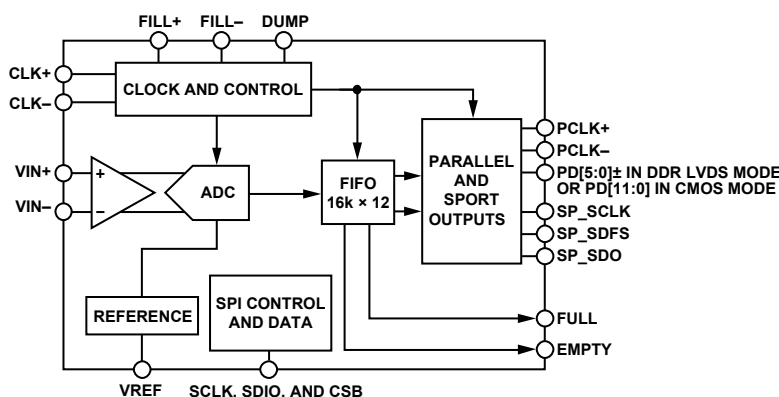 FILL+ FILL– DUMP
CLK+
CLK–
CLOCK AND CONTROL
VIN+
VIN–
+
–
ADC
FIFO
16k × 12
PARALLEL
AND
SPORT
OUTPUTS
PCLK+
PCLK–
PD[5:0]± IN DDR LVDS MODE
OR PD[11:0] IN CMOS MODE
SP_SCLK
SP_SDFS
SP_SDO
REFERENCE
SPI CONTROL
AND DATA
FULL
EMPTY
VREF
SCLK, SDIO, AND CSB